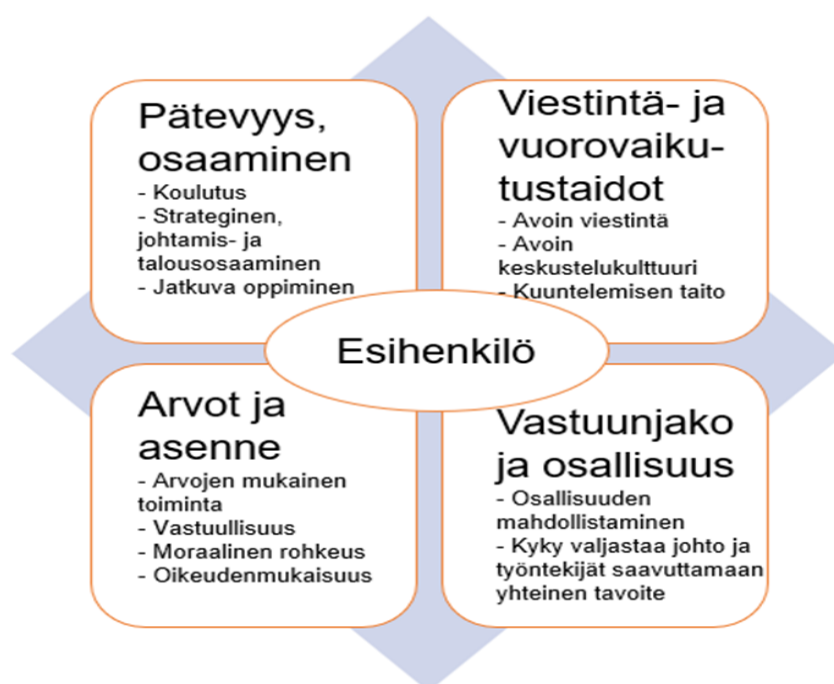 Pätevyys,
osaaminen
- Koulutus
- Strateginen,
johtamis- ja
talousosaaminen
- Jatkuva oppiminen
Viestintä- ja
vuorovaiku-
tustaidot
- Avoin viestintä
- Avoin
keskustelukulttuuri
- Kuuntelemisen taito
Esihenkilö
Arvot ja
asenne
- Arvojen mukainen
toiminta
- Vastuullisuus
- Moraalinen rohkeus
- Oikeudenmukaisuus
Vastuunjako
ja osallisuus
- Osallisuuden
mahdollistaminen
- Kyky valjastaa johto ja
työntekijät saavuttamaan
yhteinen tavoite